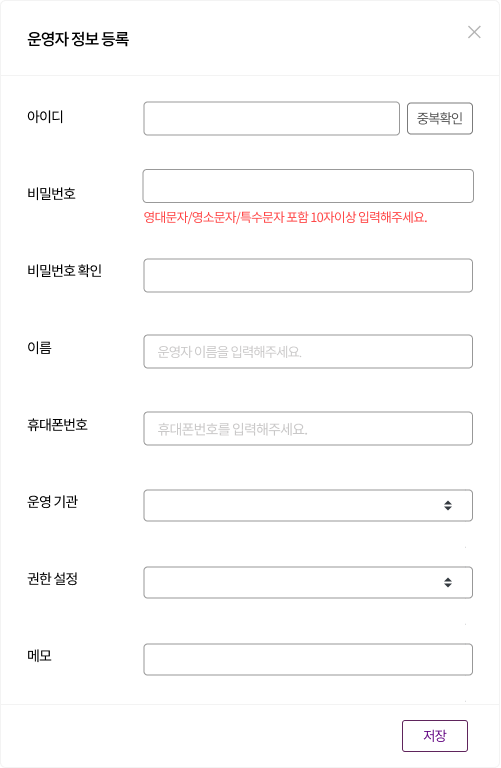 운영자 정보 등록
아이디
중복확인
비밀번호
영대문자/영소문자/특수문자 포함 10자이상 입력해주세요.
비밀번호 확인
이름
운영자 이름을 입력해주세요.
휴대폰번호
휴대폰번호를 입력해주세요.
운영 기관
권한 설정
메모
저장